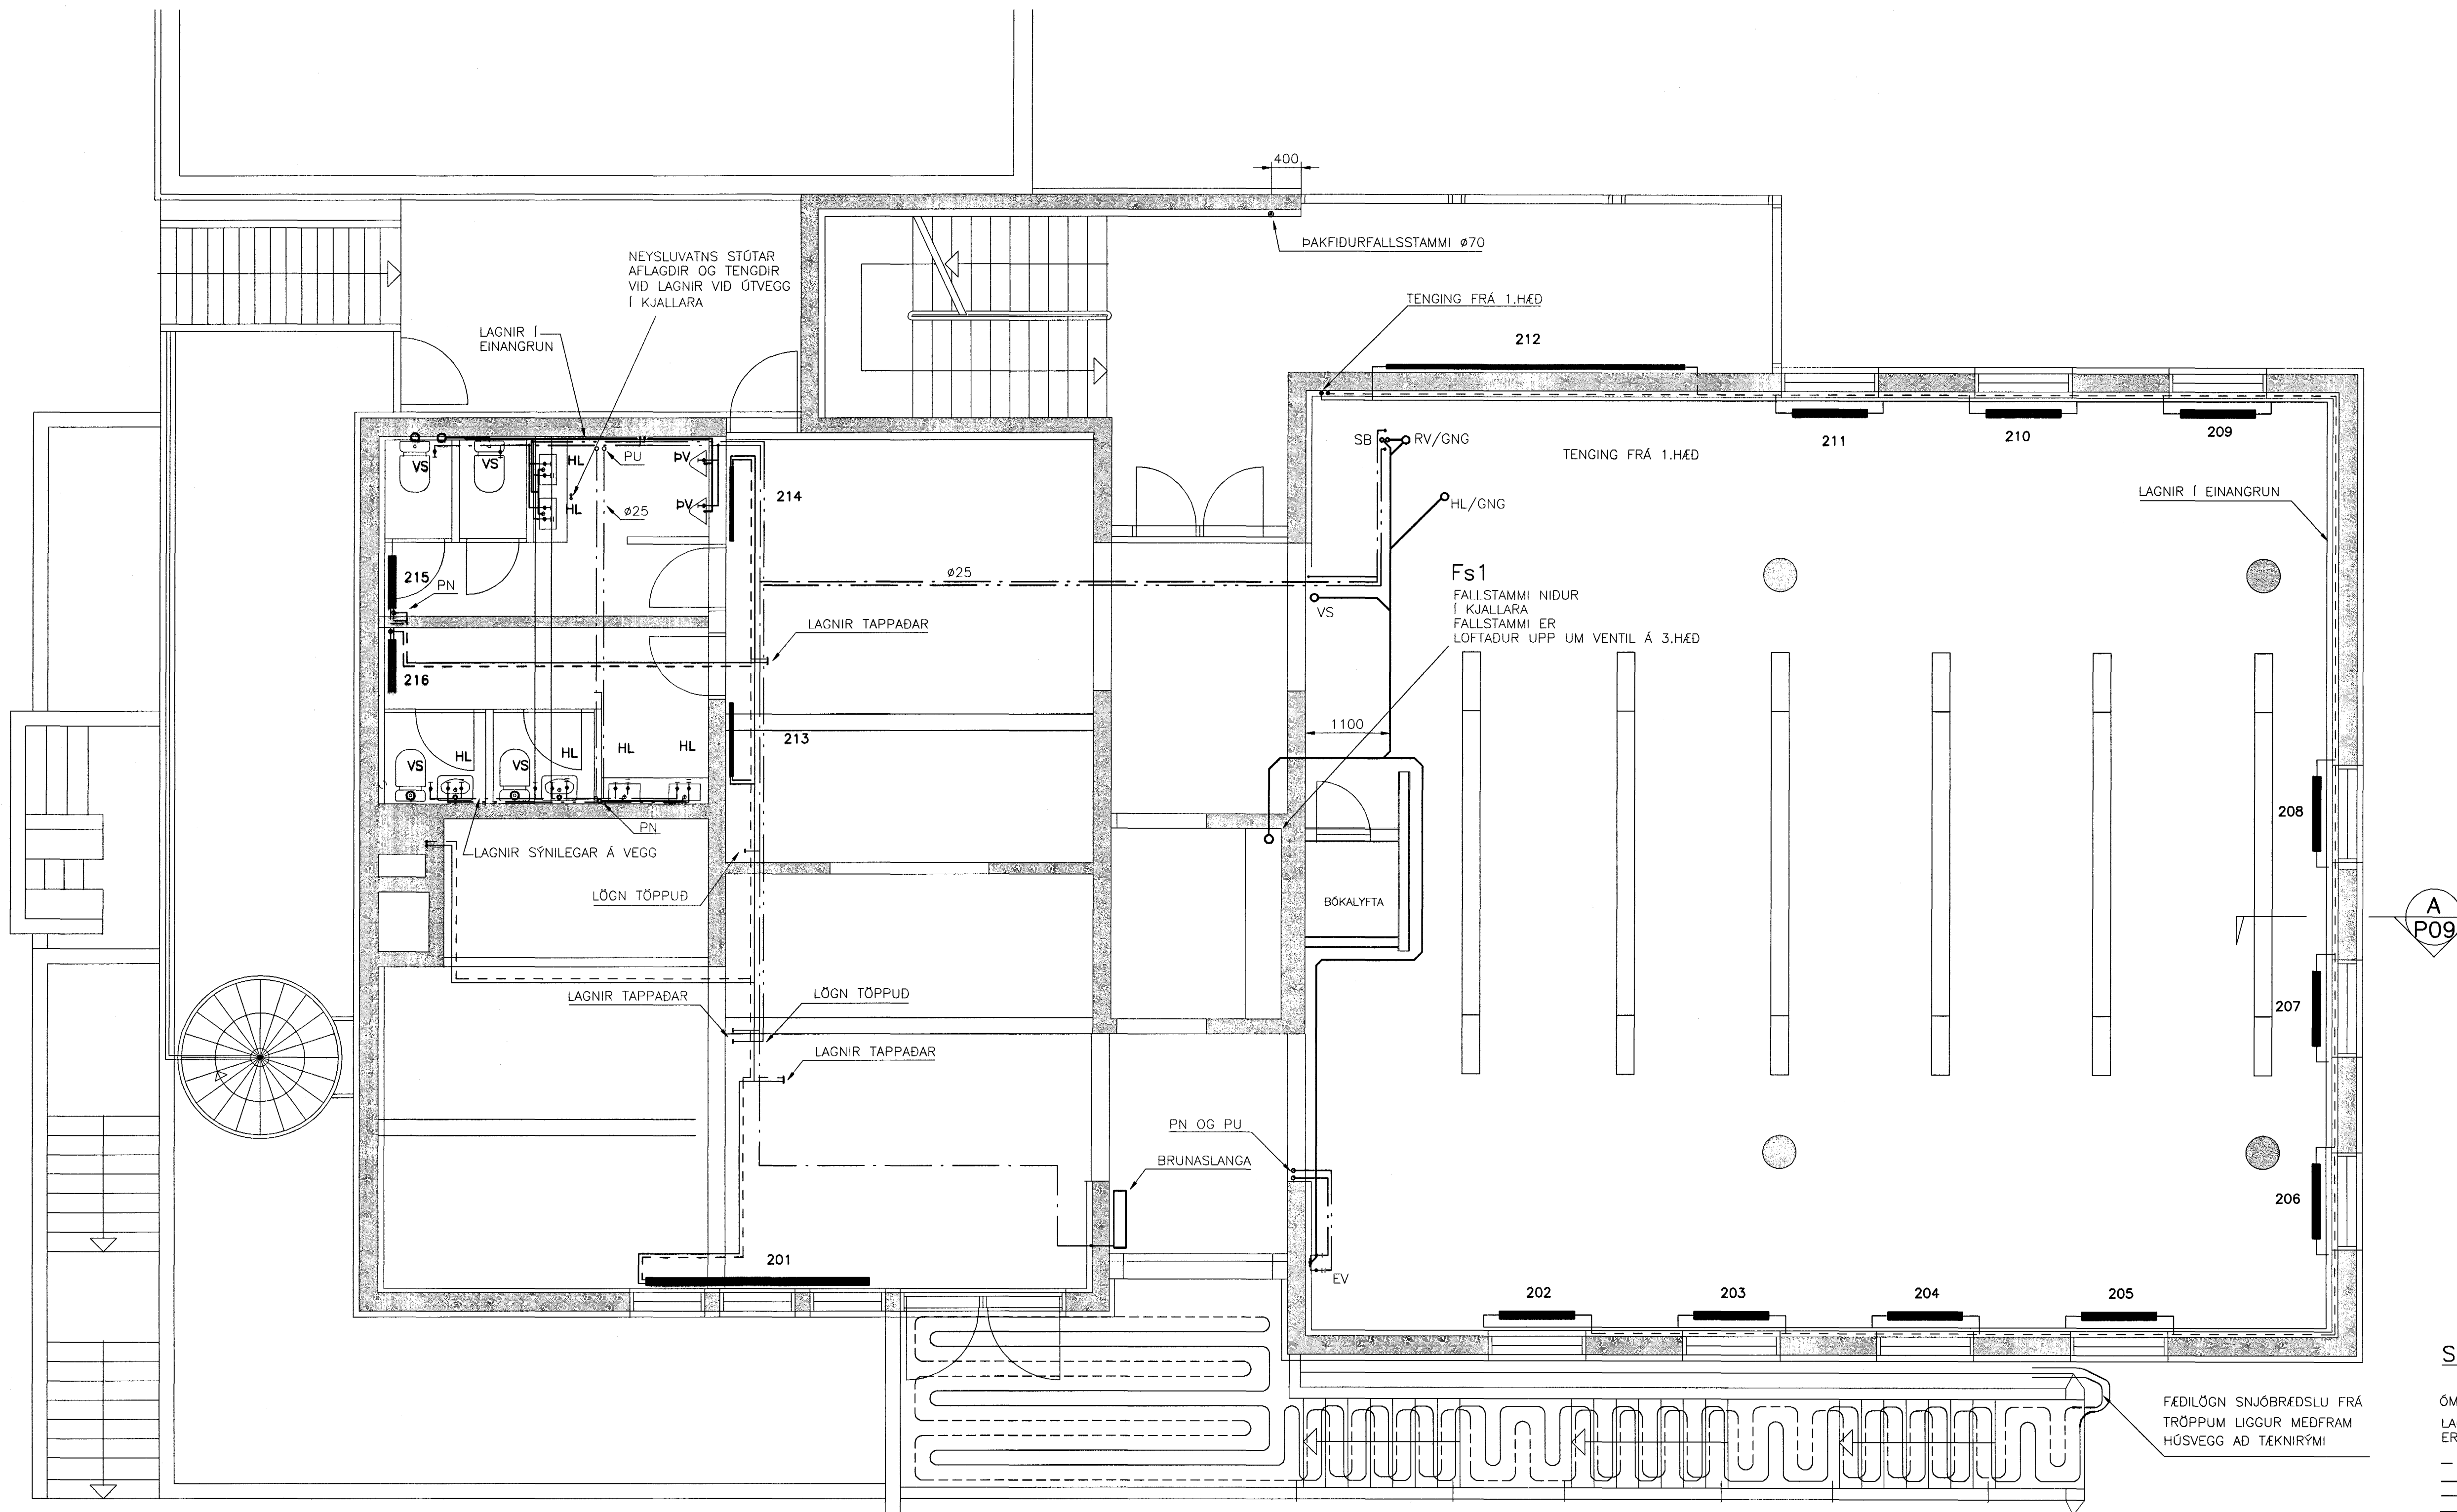 400
ÞAKFIÐURFALLSSTAMMI ø70
NEYSLUVATNS STÚTAR
AFLAGÐIR OG TENGDIR
VIÐ LAGNIR VIÐ ÚTVEGG
Í KJALLARA
LAGNIR Í
EINANGRUN
TENGING FRÁ 1.HÆÐ
212
211
210
209
SB
RV/GNG
TENGING FRÁ 1.HÆÐ
HL/GNG
LAGNIR Í EINANGRUN
VS
VS
HL
PU
ÞV
214
HL
ø25
ÞV
215
PN
ø25
Fs1
FALLSTAMMI NIÐUR
Í KJALLARA
FALLSTAMMI ER
LOFTAÐUR UPP UM VENTIL Á 3.HÆÐ
VS
LAGNIR TAPPAÐAR
216
1100
213
VS
HL
VS
HL
HL
HL
PN
LAGNIR SÝNILEGAR Á VEGG
208
LÖGN TÖPPUÐ
BÓKALYFTA
A
P09
LAGNIR TAPPAÐAR
LÖGN TÖPPUÐ
207
LAGNIR TAPPAÐAR
PN OG PU
BRUNASLANGA
206
201
EV
202
203
204
205
S
FÆÐILÖGN SNJÓBRÆÐSLU FRÁ
TRÖPPUM LIGGUR MEÐFRAM
HÚSVEGG AÐ TÆKNIRÝMI
ÓM
LA
ER